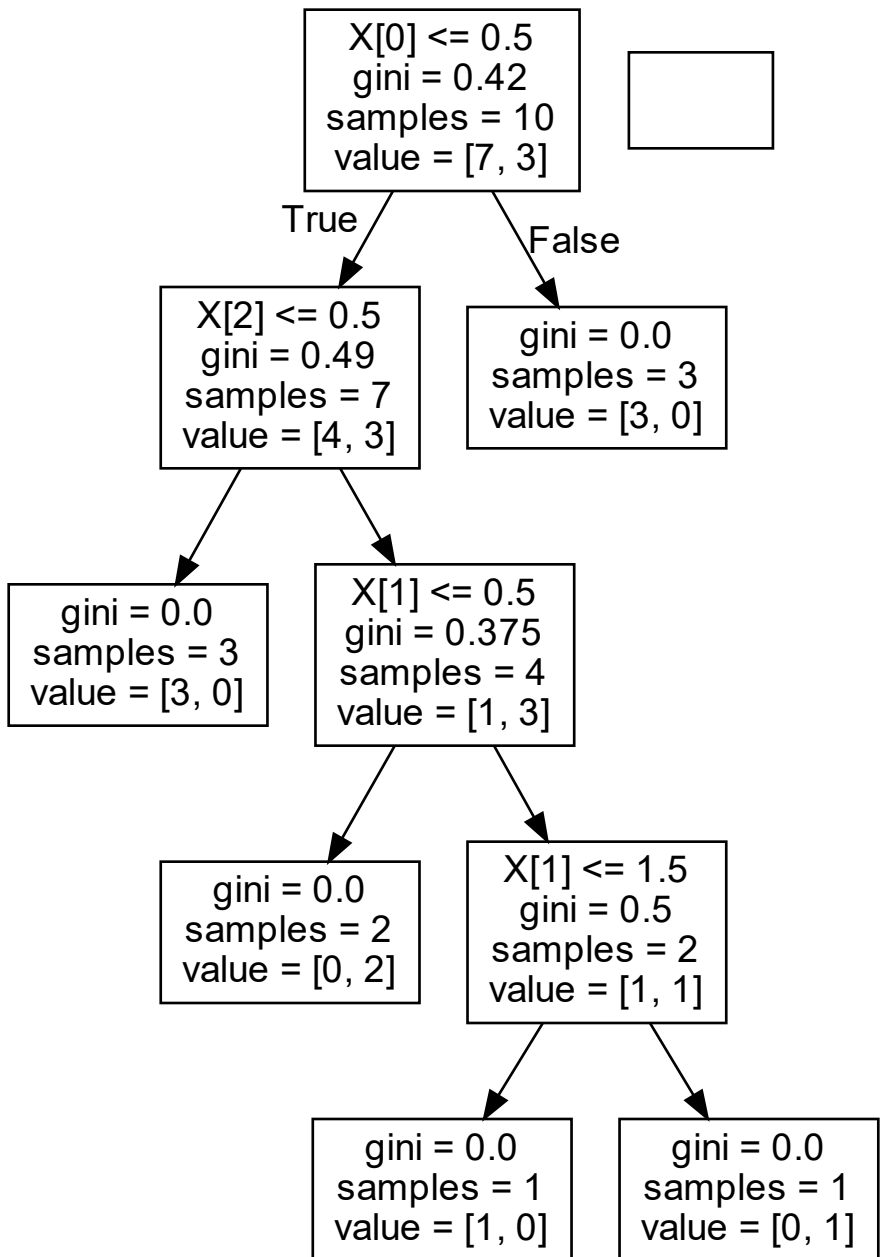 X[0] <= 0.5
gini = 0.42
samples = 10
value = [7, 3]
True
False
X[2] <= 0.5
gini = 0.49
samples = 7
value = [4, 3]
gini = 0.0
samples = 3
value = [3, 0]
gini = 0.0
samples = 3
value = [3, 0]
X[1] <= 0.5
gini = 0.375
samples = 4
value = [1, 3]
gini = 0.0
samples = 2
value = [0, 2]
X[1] <= 1.5
gini = 0.5
samples = 2
value = [1, 1]
gini = 0.0
samples = 1
value = [1, 0]
gini = 0.0
samples = 1
value = [0, 1]